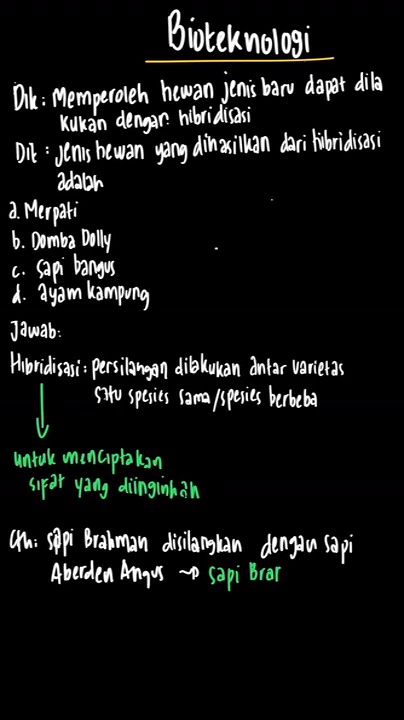 Bioteknologi
Dik : Memperoleh hewan jenis baru dapat dila
kukan dengan hibridisasi
Dit : jenis hewan yang dihasilkan dari hibridisasi
adalah
a. Merpati
b. Domba Dolly
c. sapi bangus
d. ayam kampung
Jawab:
Hibridisasi : persilangan dilakukan antar varietas
satu spesies sama/spesies berbeba
untuk menciptakan
sifat yang diinginhan
Cth: sapi Brahman disilangkan dengan sapi
Aberden Angus → sapi Brar